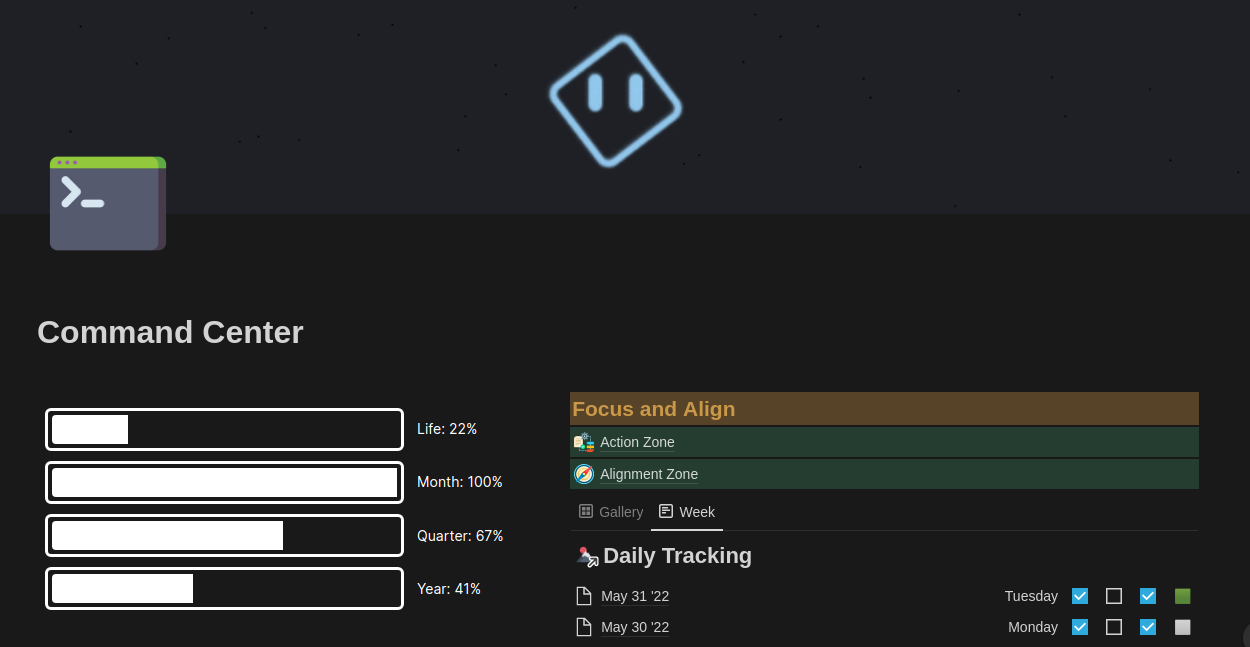 Command Center
Life: 22%
Month: 100%
Quarter: 67%
Year: 41%
Focus and Align
Action Zone
Alignment Zone
Gallery Week
Daily Tracking
May 31 '22 Tuesday
May 30 '22 Monday